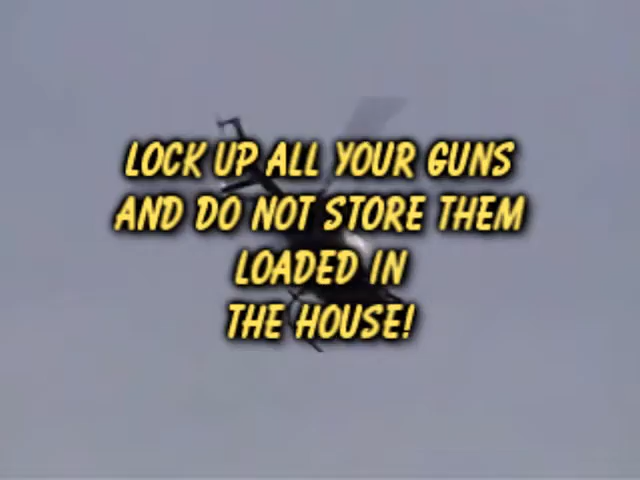 LOCK UP ALL YOUR GUNS
AND DO NOT STORE THEM
LOADED IN
THE HOUSE!